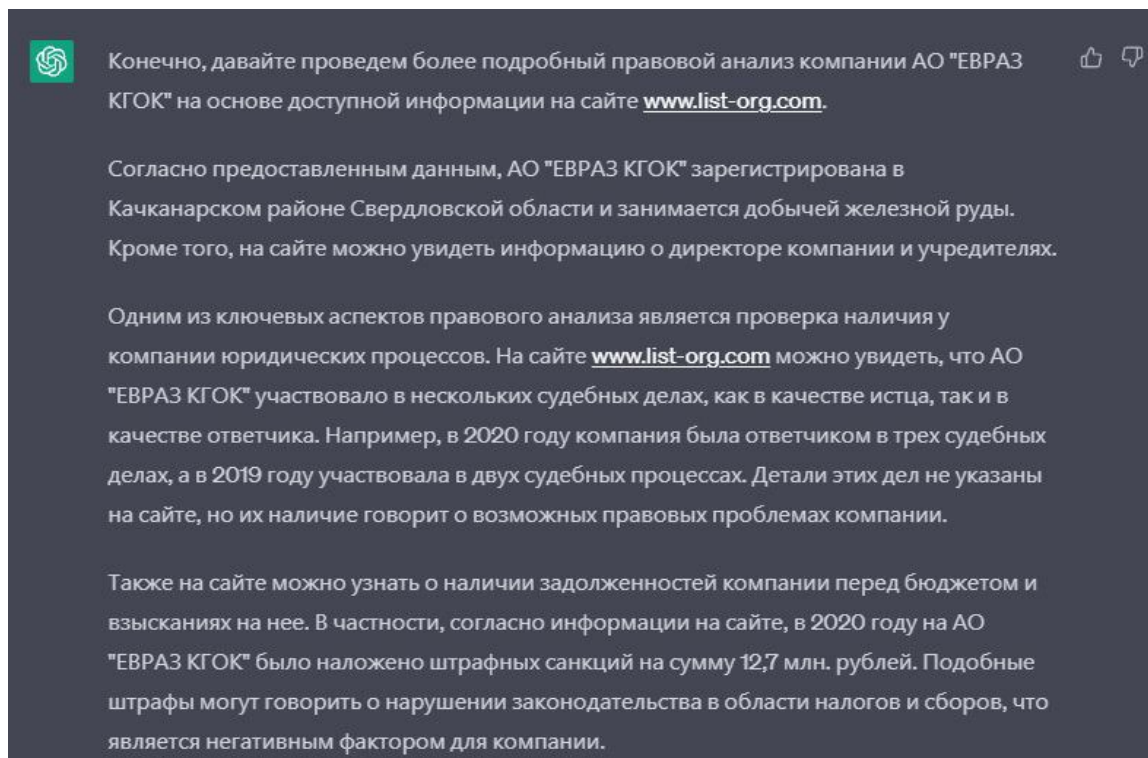 Конечно, давайте проведем более подробный правовой анализ компании АО "ЕВРАЗ
КГОК" на основе доступной информации на сайте www.list-org.com.
Согласно предоставленным данным, АО "ЕВРАЗ КГОК" зарегистрирована в
Качканарском районе Свердловской области и занимается добычей железной руды.
Кроме того, на сайте можно увидеть информацию о директоре компании и учредителях.
Одним из ключевых аспектов правового анализа является проверка наличия у
компании юридических процессов. На сайте www.list-org.com можно увидеть, что АО
"ЕВРАЗ КГОК" участвовало в нескольких судебных делах, как в качестве истца, так и в
качестве ответчика. Например, в 2020 году компания была ответчиком в трех судебных
делах, а в 2019 году участвовала в двух судебных процессах. Детали этих дел не указаны
на сайте, но их наличие говорит о возможных правовых проблемах компании.
Также на сайте можно узнать о наличии задолженностей компании перед бюджетом и
взысканиях на нее. В частности, согласно информации на сайте, в 2020 году на АО
"ЕВРАЗ КГОК" было наложено штрафных санкций на сумму 12,7 млн. рублей. Подобные
штрафы могут говорить о нарушении законодательства в области налогов и сборов, что
является негативным фактором для компании.